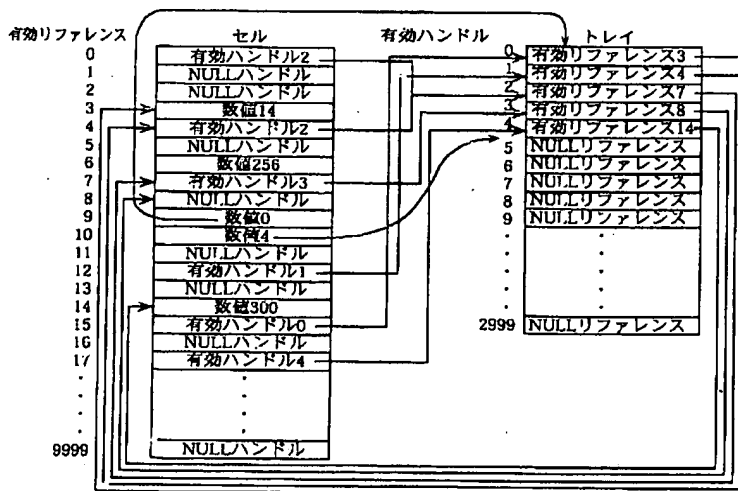 有効リファレンス セル 有効ハンドル トレイ
0 有効ハンドル2
1 NULLハンドル
2 NULLハンドル
3 数値14
4 有効ハンドル2
5 NULLハンドル
6 数値256
7 有効ハンドル3
8 NULLハンドル
9 数値0
10 数値4
11 NULLハンドル
12 有効ハンドル1
13 NULLハンドル
14 数値300
15 有効ハンドル0
16 NULLハンドル
17 有効ハンドル4
9999 NULLハンドル
0 有効リファレンス3
1 有効リファレンス4
2 有効リファレンス7
3 有効リファレンス8
4 有効リファレンス14
5 NULLリファレンス
6 NULLリファレンス
7 NULLリファレンス
8 NULLリファレンス
9 NULLリファレンス
2999 NULLリファレンス